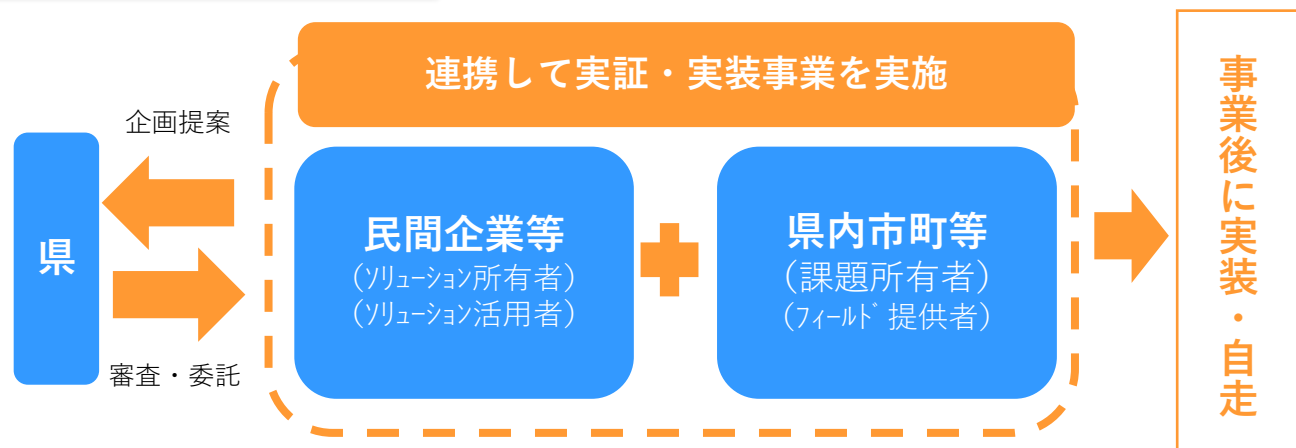 連携して実証・実装事業を実施
企画提案
県
審査・委託
民間企業等
(ｿﾘｭｰｼｮﾝ所有者)
(ｿﾘｭｰｼｮﾝ活用者)
県内市町等
(課題所有者)
(ﾌｨｰﾙﾄﾞ提供者)
事業後に実装・自走